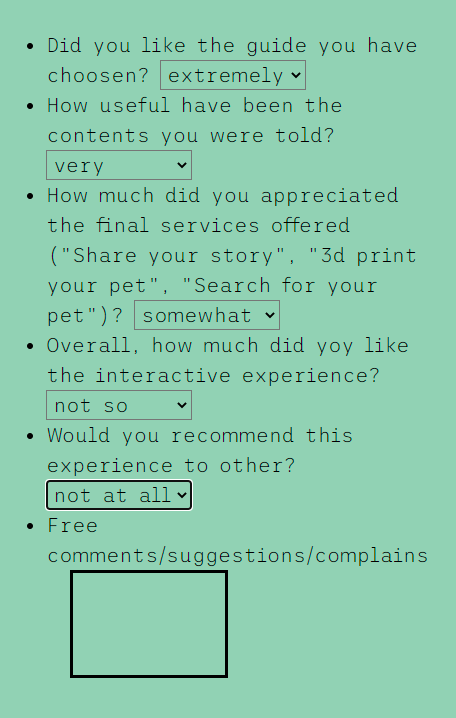 Did you like the guide you have
choosen? extremely
How useful have been the
contents you were told?
very
How much did you appreciated
the final services offered
("Share your story", "3d print
your pet", "Search for your
pet")? somewhat
Overall, how much did yoy like
the interactive experience?
not so
Would you recommend this
experience to other?
not at all
Free
comments/suggestions/complains